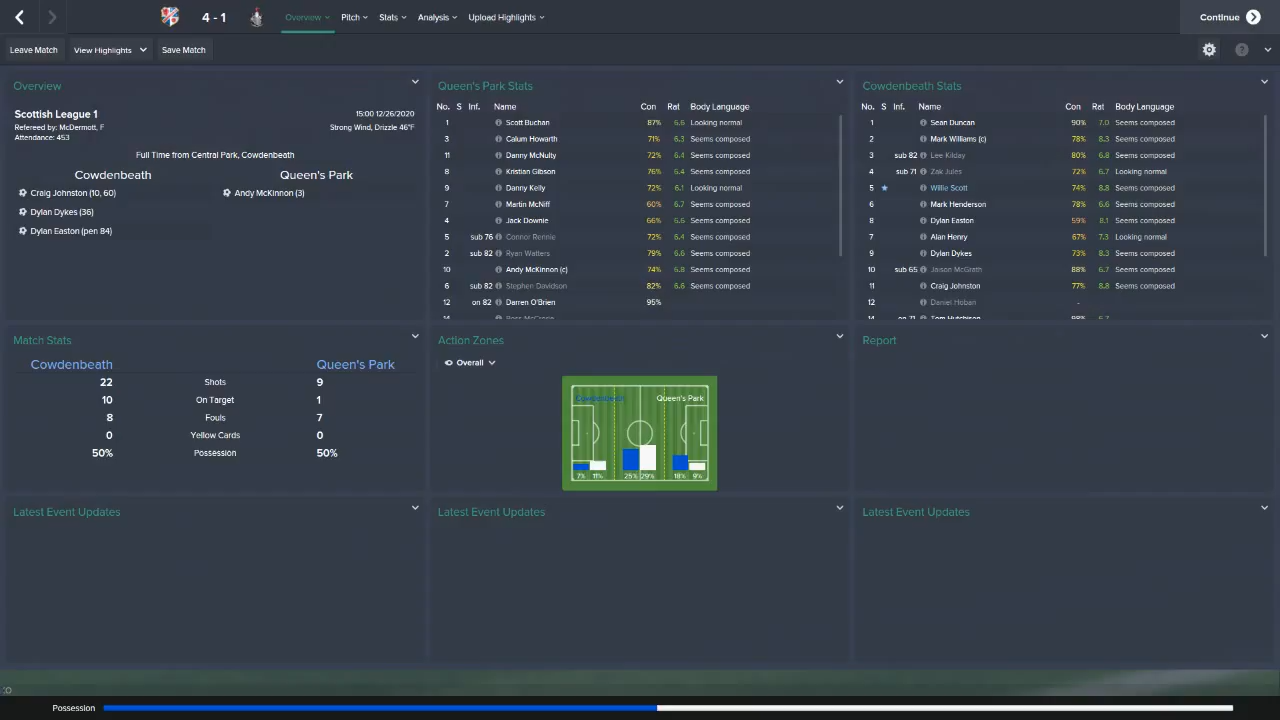 4 - 1
Overview
Pitch
Stats
Analysis
Upload Highlights
Continue
Leave Match
View Highlights
Save Match
Overview
Scottish League 1
15:00 12/26/2020
Refereed by: McDermott, F
Strong Wind, Drizzle 46°F
Attendance: 453
Full Time from Central Park, Cowdenbeath
Cowdenbeath Queen's Park
Craig Johnston (10, 60) Andy McKinnon (3)
Dylan Dykes (36)
Dylan Easton (pen 84)
Queen's Park Stats
No. S Inf. Name Con Rat Body Language
1 Scott Buchan 87% 6.6 Looking normal
3 Calum Howarth 71% 6.3 Seems composed
11 Danny McNulty 72% 6.4 Seems composed
8 Kristian Gibson 76% 6.4 Seems composed
9 Danny Kelly 72% 6.1 Looking normal
7 Martin McNiff 60% 6.7 Seems composed
4 Jack Downie 66% 6.6 Seems composed
5 sub 76 Connor Rennie 72% 6.4 Seems composed
2 sub 82 Ryan Watters 79% 6.6 Seems composed
10 Andy McKinnon (c) 74% 6.8 Seems composed
6 sub 82 Stephen Davidson 82% 6.6 Seems composed
12 on 82 Darren O'Brien 95%
14 Ross McCrorie
Cowdenbeath Stats
No. S Inf. Name Con Rat Body Language
1 Sean Duncan 90% 7.0 Seems composed
2 Mark Williams (c) 78% 8.3 Seems composed
3 sub 82 Lee Kilday 80% 6.8 Seems composed
4 sub 71 Zak Jules 72% 6.7 Looking normal
5 Willie Scott 74% 8.8 Seems composed
6 Mark Henderson 78% 6.6 Seems composed
8 Dylan Easton 59% 8.1 Seems composed
7 Alan Henry 67% 7.3 Looking normal
9 Dylan Dykes 73% 8.3 Seems composed
10 sub 65 Jaison McGrath 88% 6.7 Seems composed
11 Craig Johnston 77% 8.8 Seems composed
12 Daniel Hoban -
14 on 71 Tom Hutchison 98% 6.7
Match Stats
Cowdenbeath Queen's Park
22 Shots 9
10 On Target 1
8 Fouls 7
0 Yellow Cards 0
50% Possession 50%
Action Zones
Overall
Cowdenbeath Queen's Park
7% 11% 25% 29% 18% 9%
Report
Latest Event Updates
Latest Event Updates
Latest Event Updates
Possession